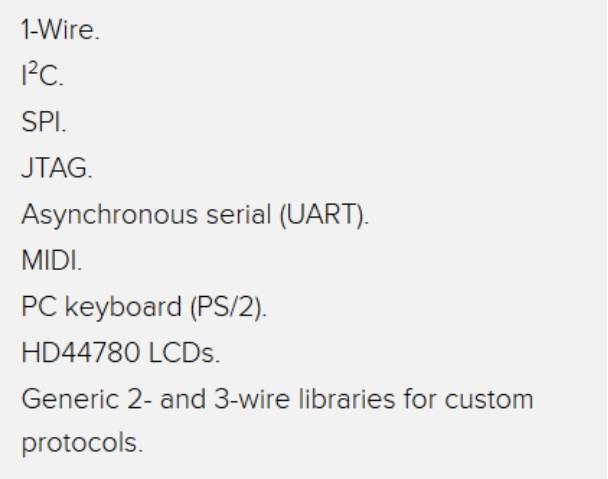 1-Wire.
I²C.
SPI.
JTAG.
Asynchronous serial (UART).
MIDI.
PC keyboard (PS/2).
HD44780 LCDs.
Generic 2- and 3-wire libraries for custom
protocols.